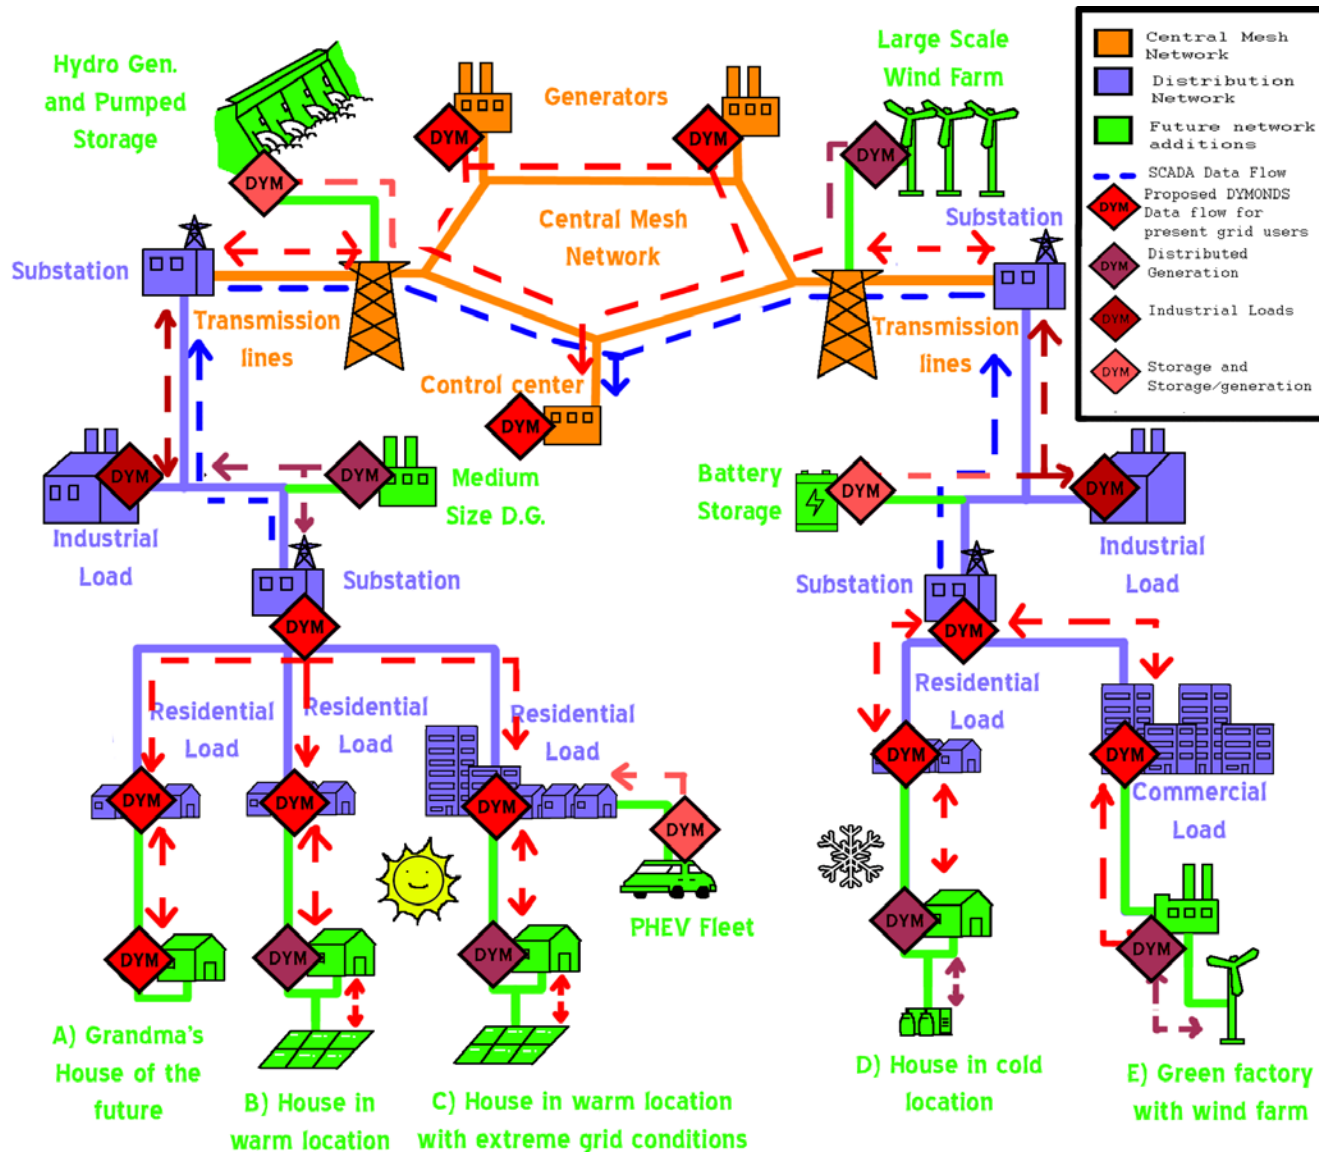 Hydro Gen.
and Pumped
Storage
Generators
Large Scale
Wind Farm
Central Mesh
Network
Distribution
Network
Future network
additions
SCADA Data Flow
DYM
Proposed DYMONDS
Data flow for
present grid users
DYM
Distributed
Generation
DYM
Industrial Loads
DYM
Storage and
Storage/generation
DYM
DYM
DYM
DYM
Substation
Central Mesh
Network
Substation
Transmission
lines
Transmission
lines
Control center
DYM
DYM
DYM
Medium
Size D.G.
Battery
Storage
DYM
DYM
Industrial
Load
Industrial
Load
Substation
Substation
DYM
DYM
Residential
Load
Residential
Load
Residential
Load
Residential
Load
DYM
DYM
DYM
DYM
DYM
Commercial
Load
DYM
PHEV Fleet
DYM
DYM
DYM
DYM
DYM
A) Grandma's
House of the
future
B) House in
warm location
C) House in warm location
with extreme grid conditions
D) House in cold
location
E) Green factory
with wind farm